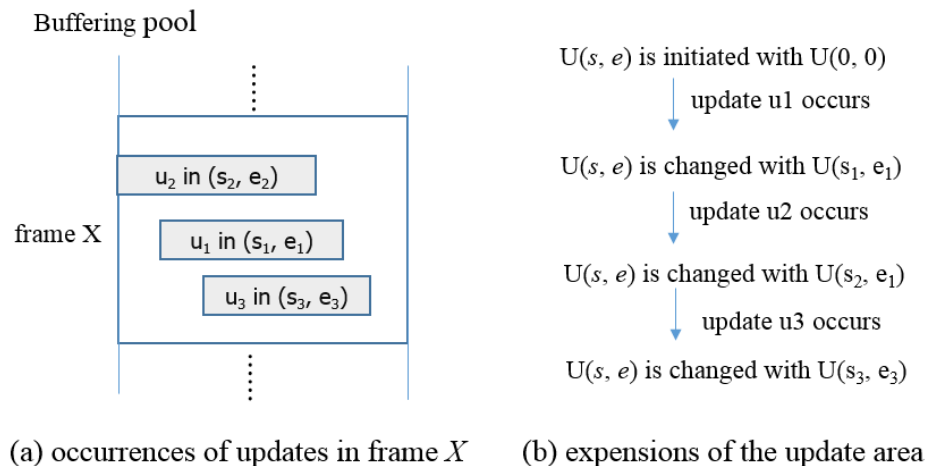 Buffering pool
u₂ in (s₂, e₂)
frame X
u₁ in (s₁, e₁)
u₃ in (s₃, e₃)
(a) occurrences of updates in frame X
U(s, e) is initiated with U(0, 0)
update u1 occurs
U(s, e) is changed with U(s₁, e₁)
update u2 occurs
U(s, e) is changed with U(s₂, e₁)
update u3 occurs
U(s, e) is changed with U(s₃, e₃)
(b) expensions of the update area